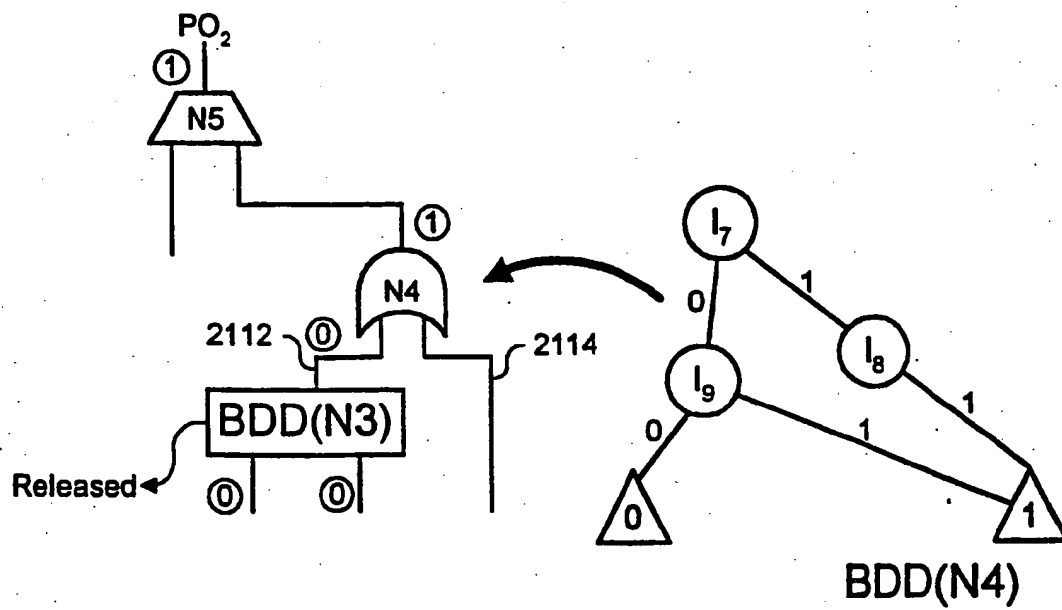 PO₂
①
N5
①
N4
2112
⓪
2114
BDD(N3)
Released
⓪ ⓪
I₇
0 1
I₈
I₉
0 1 1
0 1
BDD(N4)